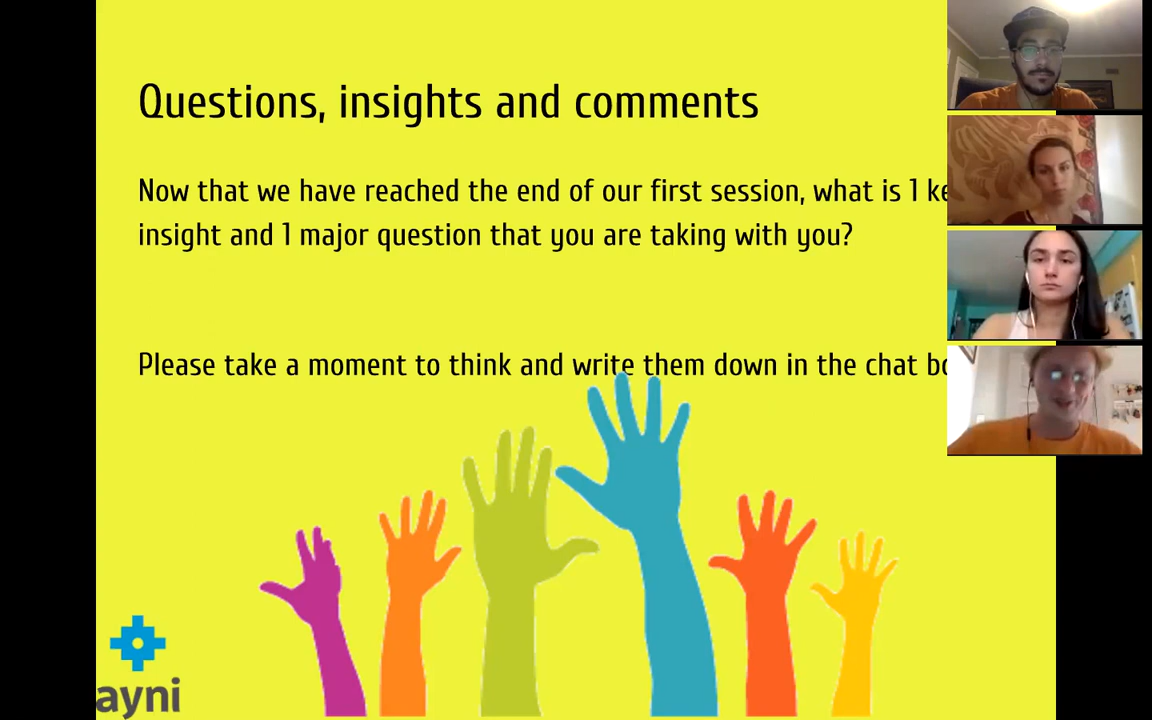 Questions, insights and comments
Now that we have reached the end of our first session, what is 1
insight and 1 major question that you are taking with you?
Please take a moment to think and write them down in the chat
ayni